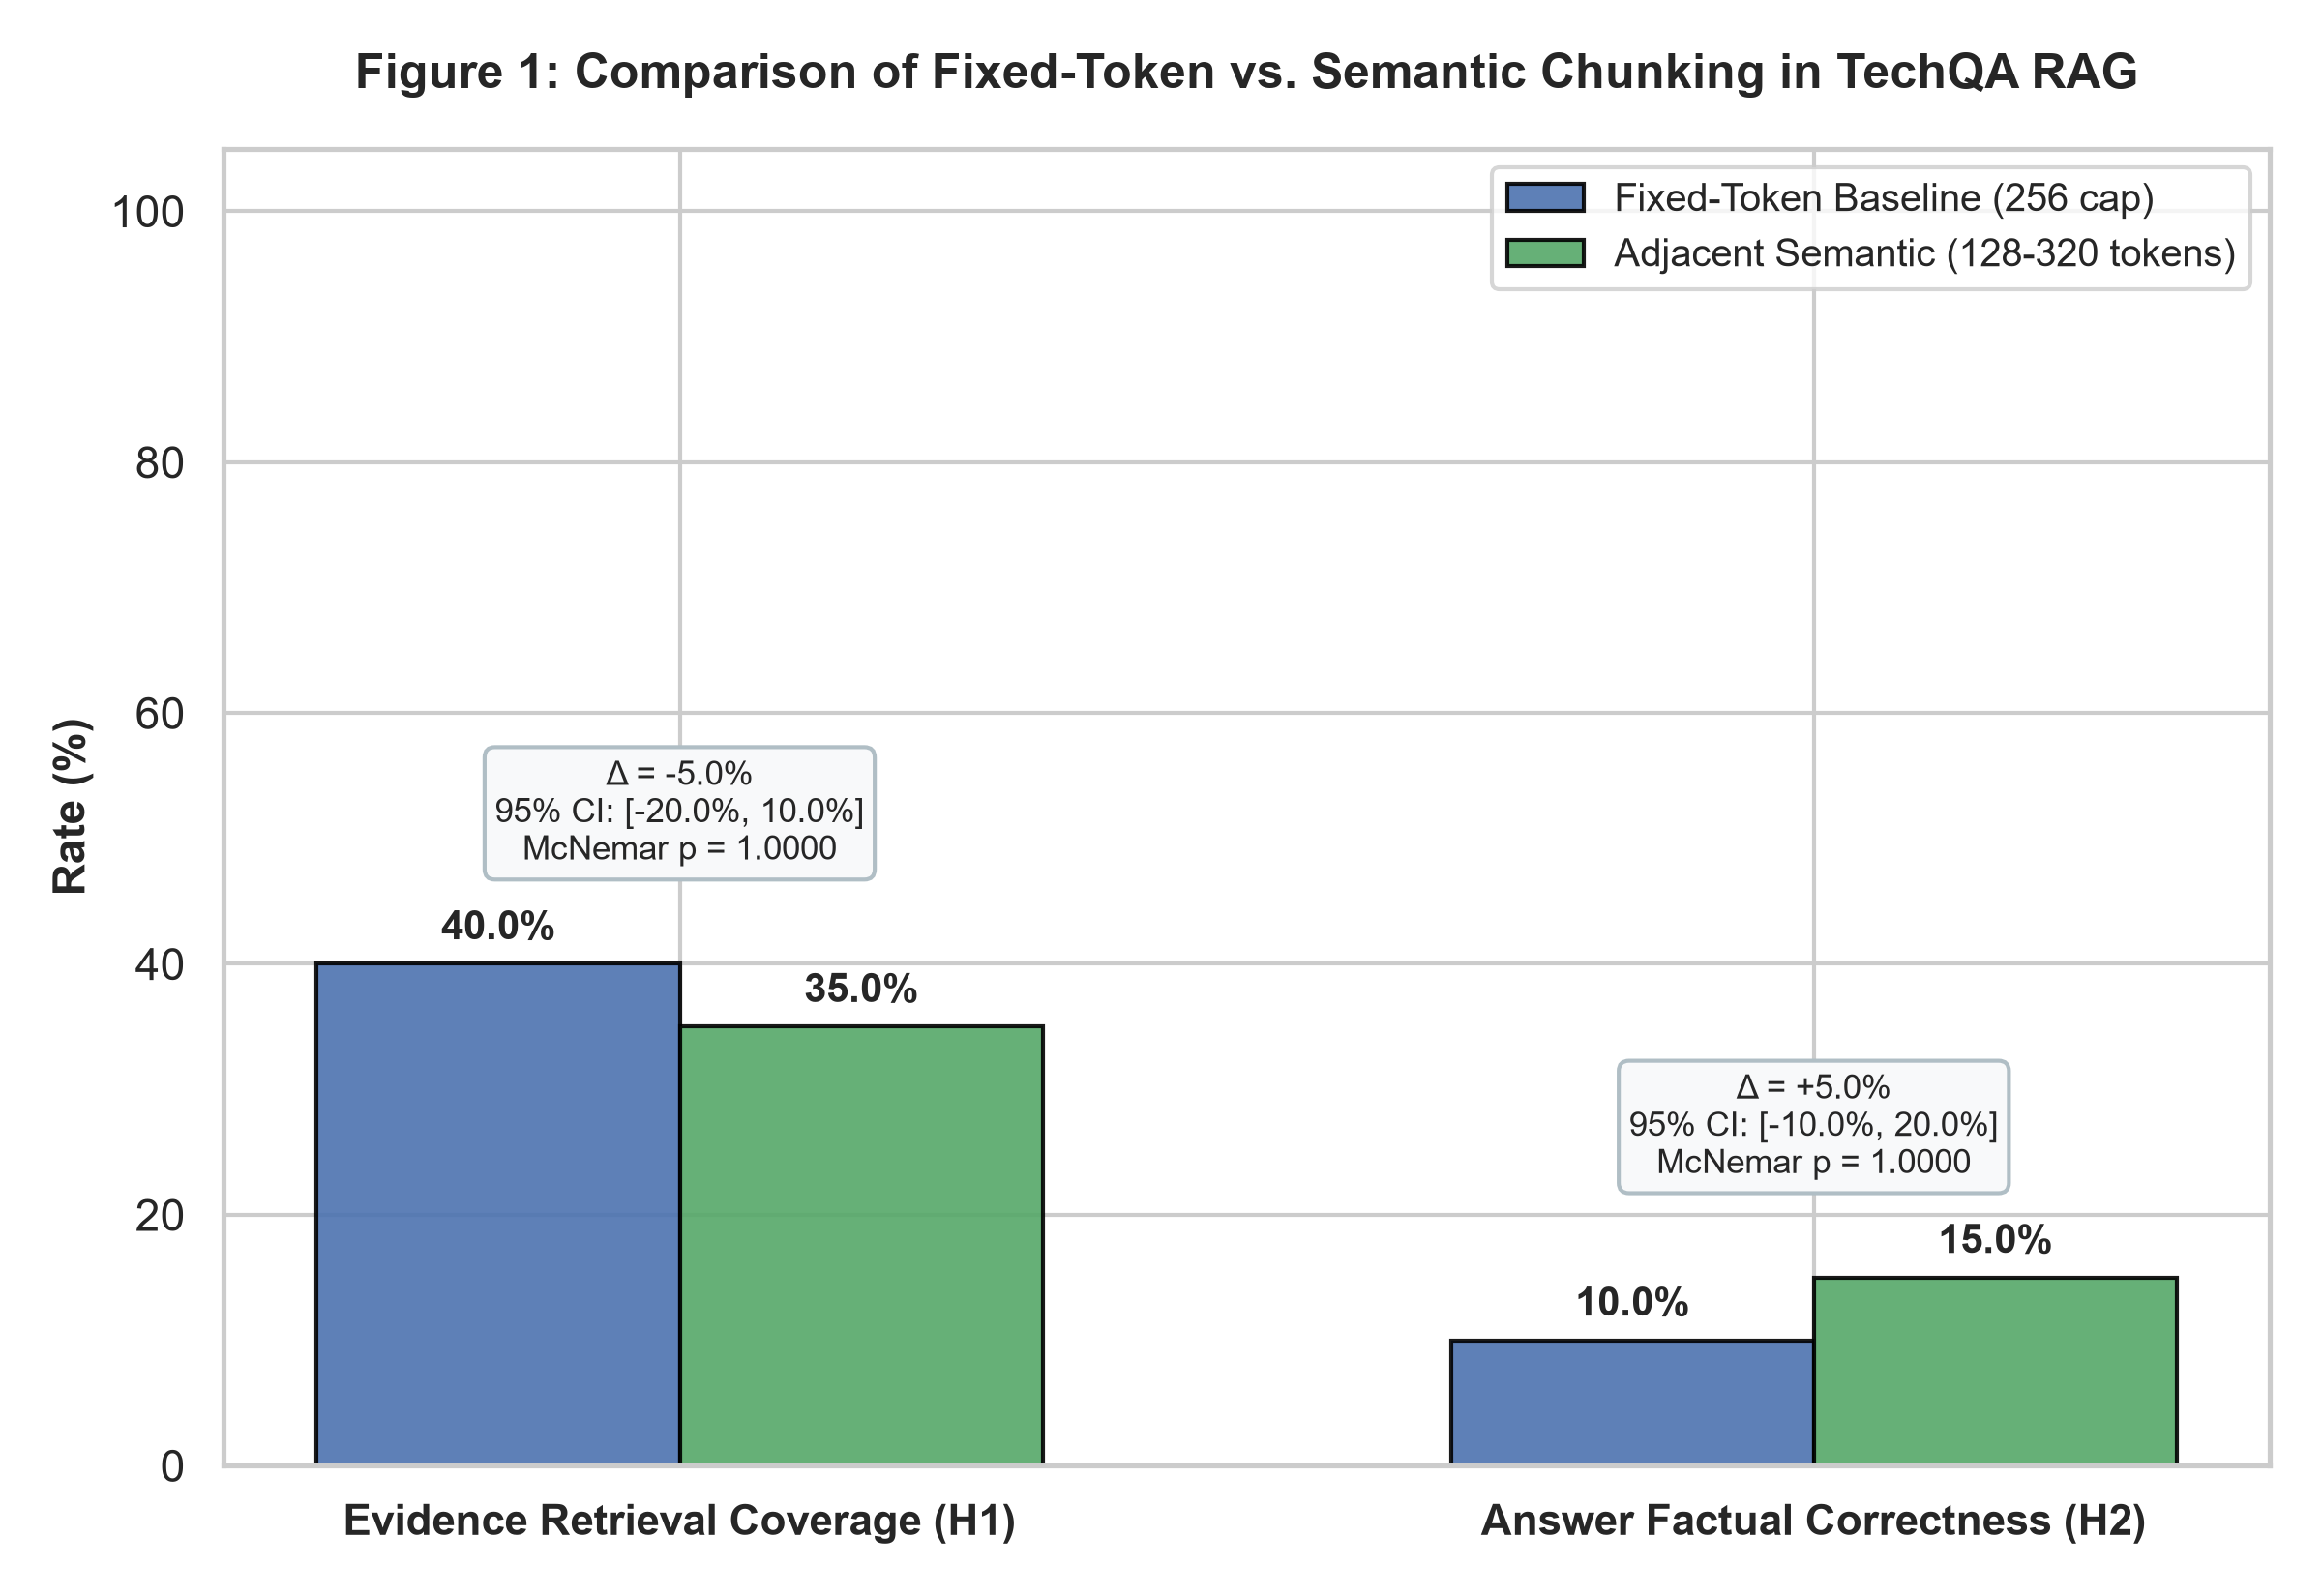 Figure 1: Comparison of Fixed-Token vs. Semantic Chunking in TechQA RAG
Fixed-Token Baseline (256 cap)
Adjacent Semantic (128-320 tokens)
Rate (%)
100
80
60
40
20
0
Δ = -5.0%
95% CI: [-20.0%, 10.0%]
McNemar p = 1.0000
40.0%
35.0%
Δ = +5.0%
95% CI: [-10.0%, 20.0%]
McNemar p = 1.0000
10.0%
15.0%
Evidence Retrieval Coverage (H1)
Answer Factual Correctness (H2)